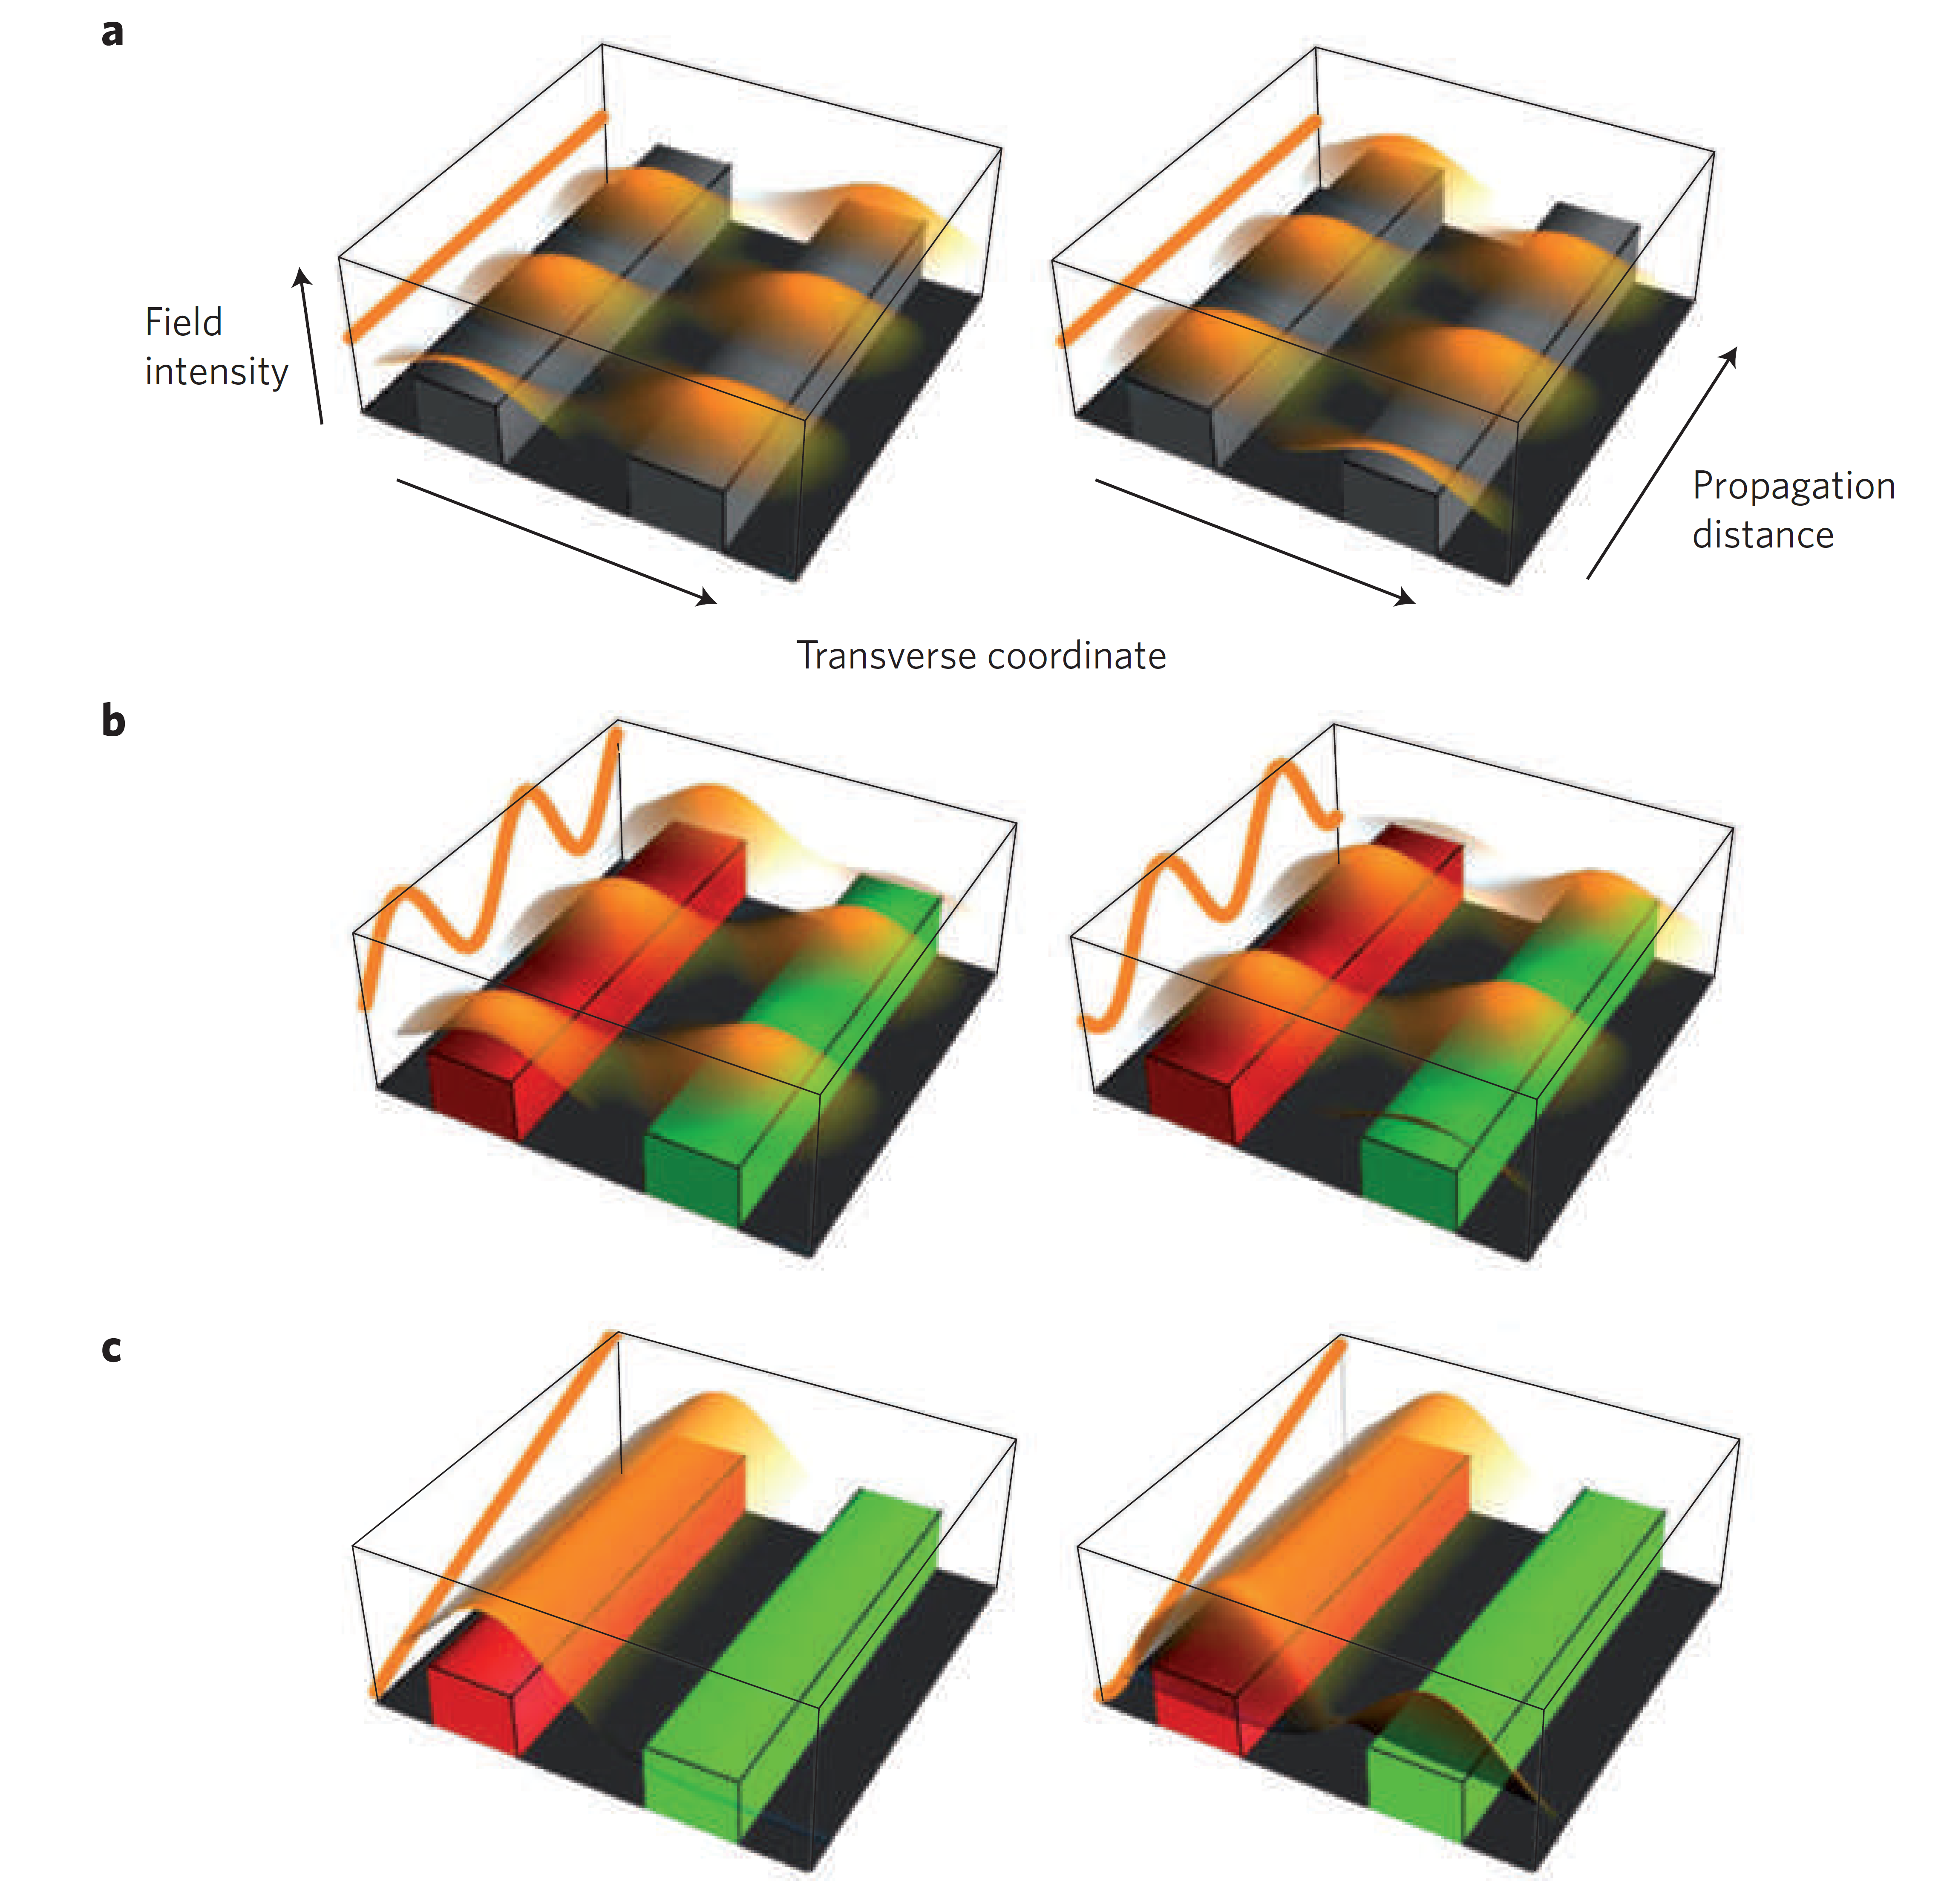 a
Field
intensity
Propagation
distance
Transverse coordinate
b
c